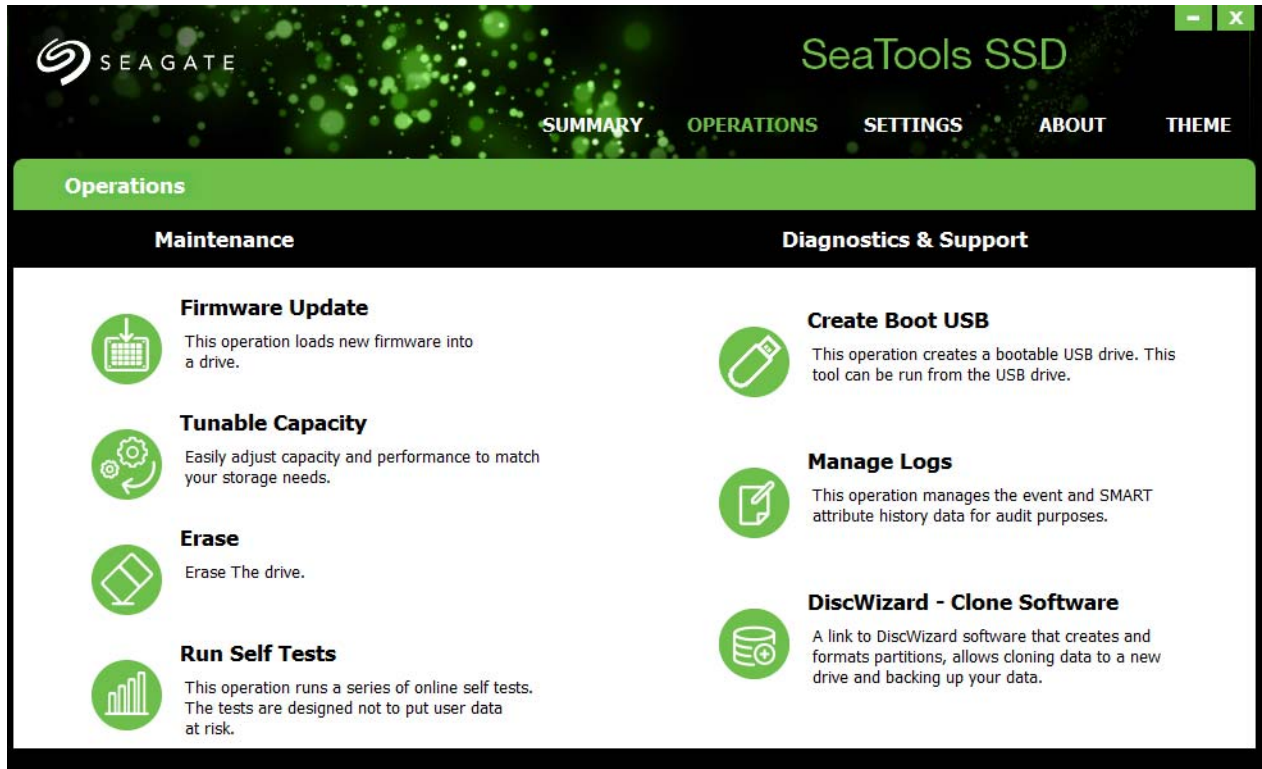 SEAGATE
SeaTools SSD
- X
SUMMARY OPERATIONS SETTINGS ABOUT THEME
Operations
Maintenance
Firmware Update
This operation loads new firmware into
a drive.
Tunable Capacity
Easily adjust capacity and performance to match
your storage needs.
Erase
Erase The drive.
Run Self Tests
This operation runs a series of online self tests.
The tests are designed not to put user data
at risk.
Diagnostics & Support
Create Boot USB
This operation creates a bootable USB drive. This
tool can be run from the USB drive.
Manage Logs
This operation manages the event and SMART
attribute history data for audit purposes.
DiscWizard - Clone Software
A link to DiscWizard software that creates and
formats partitions, allows cloning data to a new
drive and backing up your data.